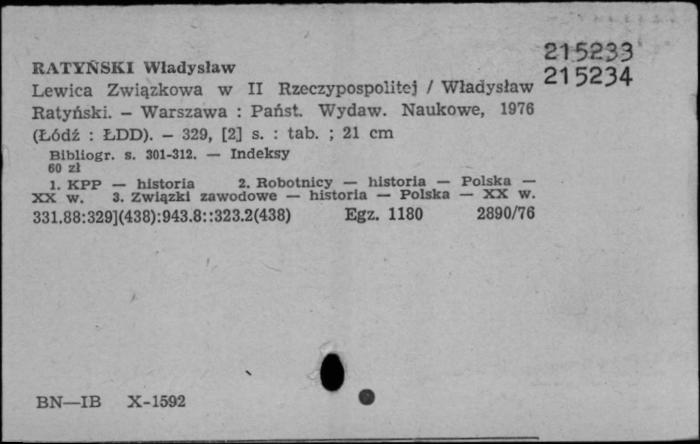 215233
RATYŃSKI Władysław
Lewica Związkowa w II Rzeczypospolitej / Władysław 215234
Ratyński. — Warszawa : Państ. Wydaw. Naukowe, 1976
(Łódź : ŁDD). — 329, [2] s. : tab. ; 21 cm
Bibliogr. s. 301-312. — Indeksy
60 zł
1. KPP — historia 2. Robotnicy — historia — Polska —
XX w. 3. Związki zawodowe — historia — Polska — XX w.
331.88:329](438):943.8::323.2(438) Egz. 1180 2890/76
BN—IB X-1592